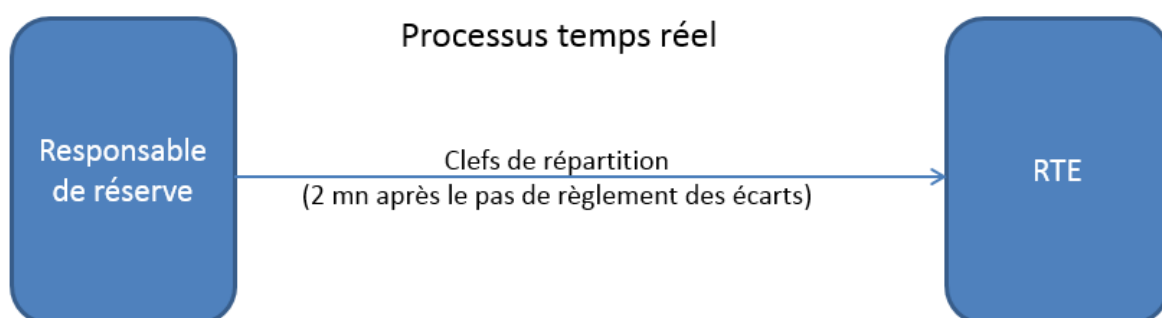 Processus temps réel
Responsable
de réserve
Clefs de répartition
(2 mn après le pas de règlement des écarts)
RTE